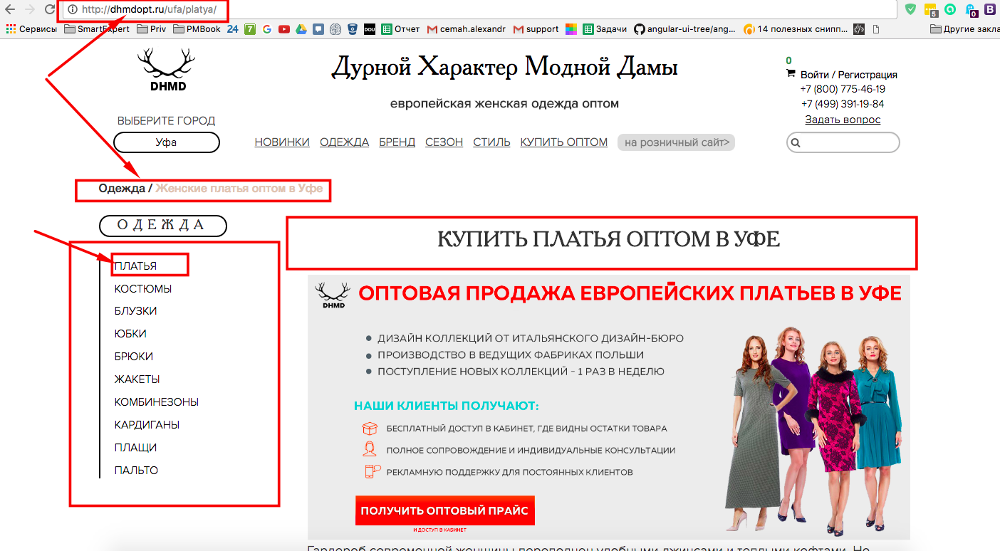 http://dhmdopt.ru/ufa/platya/
5
0
B
Сервисы SmartExpert Priv PMBook 24 7 G DOU Отчет cemah.alexandr support Задачи angular-ui-tree/ang... 14 полезных снипп... Другие закла
DHMD
Дурной Характер Модной Дамы
европейская женская одежда оптом
0
Войти / Регистрация
+7 (800) 775-46-19
+7 (499) 391-19-84
Задать вопрос
ВЫБЕРИТЕ ГОРОД
Уфа
НОВИНКИ ОДЕЖДА БРЕНД СЕЗОН СТИЛЬ КУПИТЬ ОПТОМ на розничный сайт>
Одежда / Женские платья оптом в Уфе
ОДЕЖДА
ПЛАТЬЯ
КОСТЮМЫ
БЛУЗКИ
ЮБКИ
БРЮКИ
ЖАКЕТЫ
КОМБИНЕЗОНЫ
КАРДИГАНЫ
ПЛАЩИ
ПАЛЬТО
КУПИТЬ ПЛАТЬЯ ОПТОМ В УФЕ
DHMD
ОПТОВАЯ ПРОДАЖА ЕВРОПЕЙСКИХ ПЛАТЬЕВ В УФЕ
ДИЗАЙН КОЛЛЕКЦИЙ ОТ ИТАЛЬЯНСКОГО ДИЗАЙН-БЮРО
ПРОИЗВОДСТВО В ВЕДУЩИХ ФАБРИКАХ ПОЛЬШИ
ПОСТУПЛЕНИЕ НОВЫХ КОЛЛЕКЦИЙ - 1 РАЗ В НЕДЕЛЮ
НАШИ КЛИЕНТЫ ПОЛУЧАЮТ:
БЕСПЛАТНЫЙ ДОСТУП В КАБИНЕТ, ГДЕ ВИДНЫ ОСТАТКИ ТОВАРА
ПОЛНОЕ СОПРОВОЖДЕНИЕ И ИНДИВИДУАЛЬНЫЕ КОНСУЛЬТАЦИИ
РЕКЛАМНУЮ ПОДДЕРЖКУ ДЛЯ ПОСТОЯННЫХ КЛИЕНТОВ
ПОЛУЧИТЬ ОПТОВЫЙ ПРАЙС
И ДОСТУП В КАБИНЕТ
Гардероб современной женщины переполнен удобными джинсами и теплыми кофтами. Но